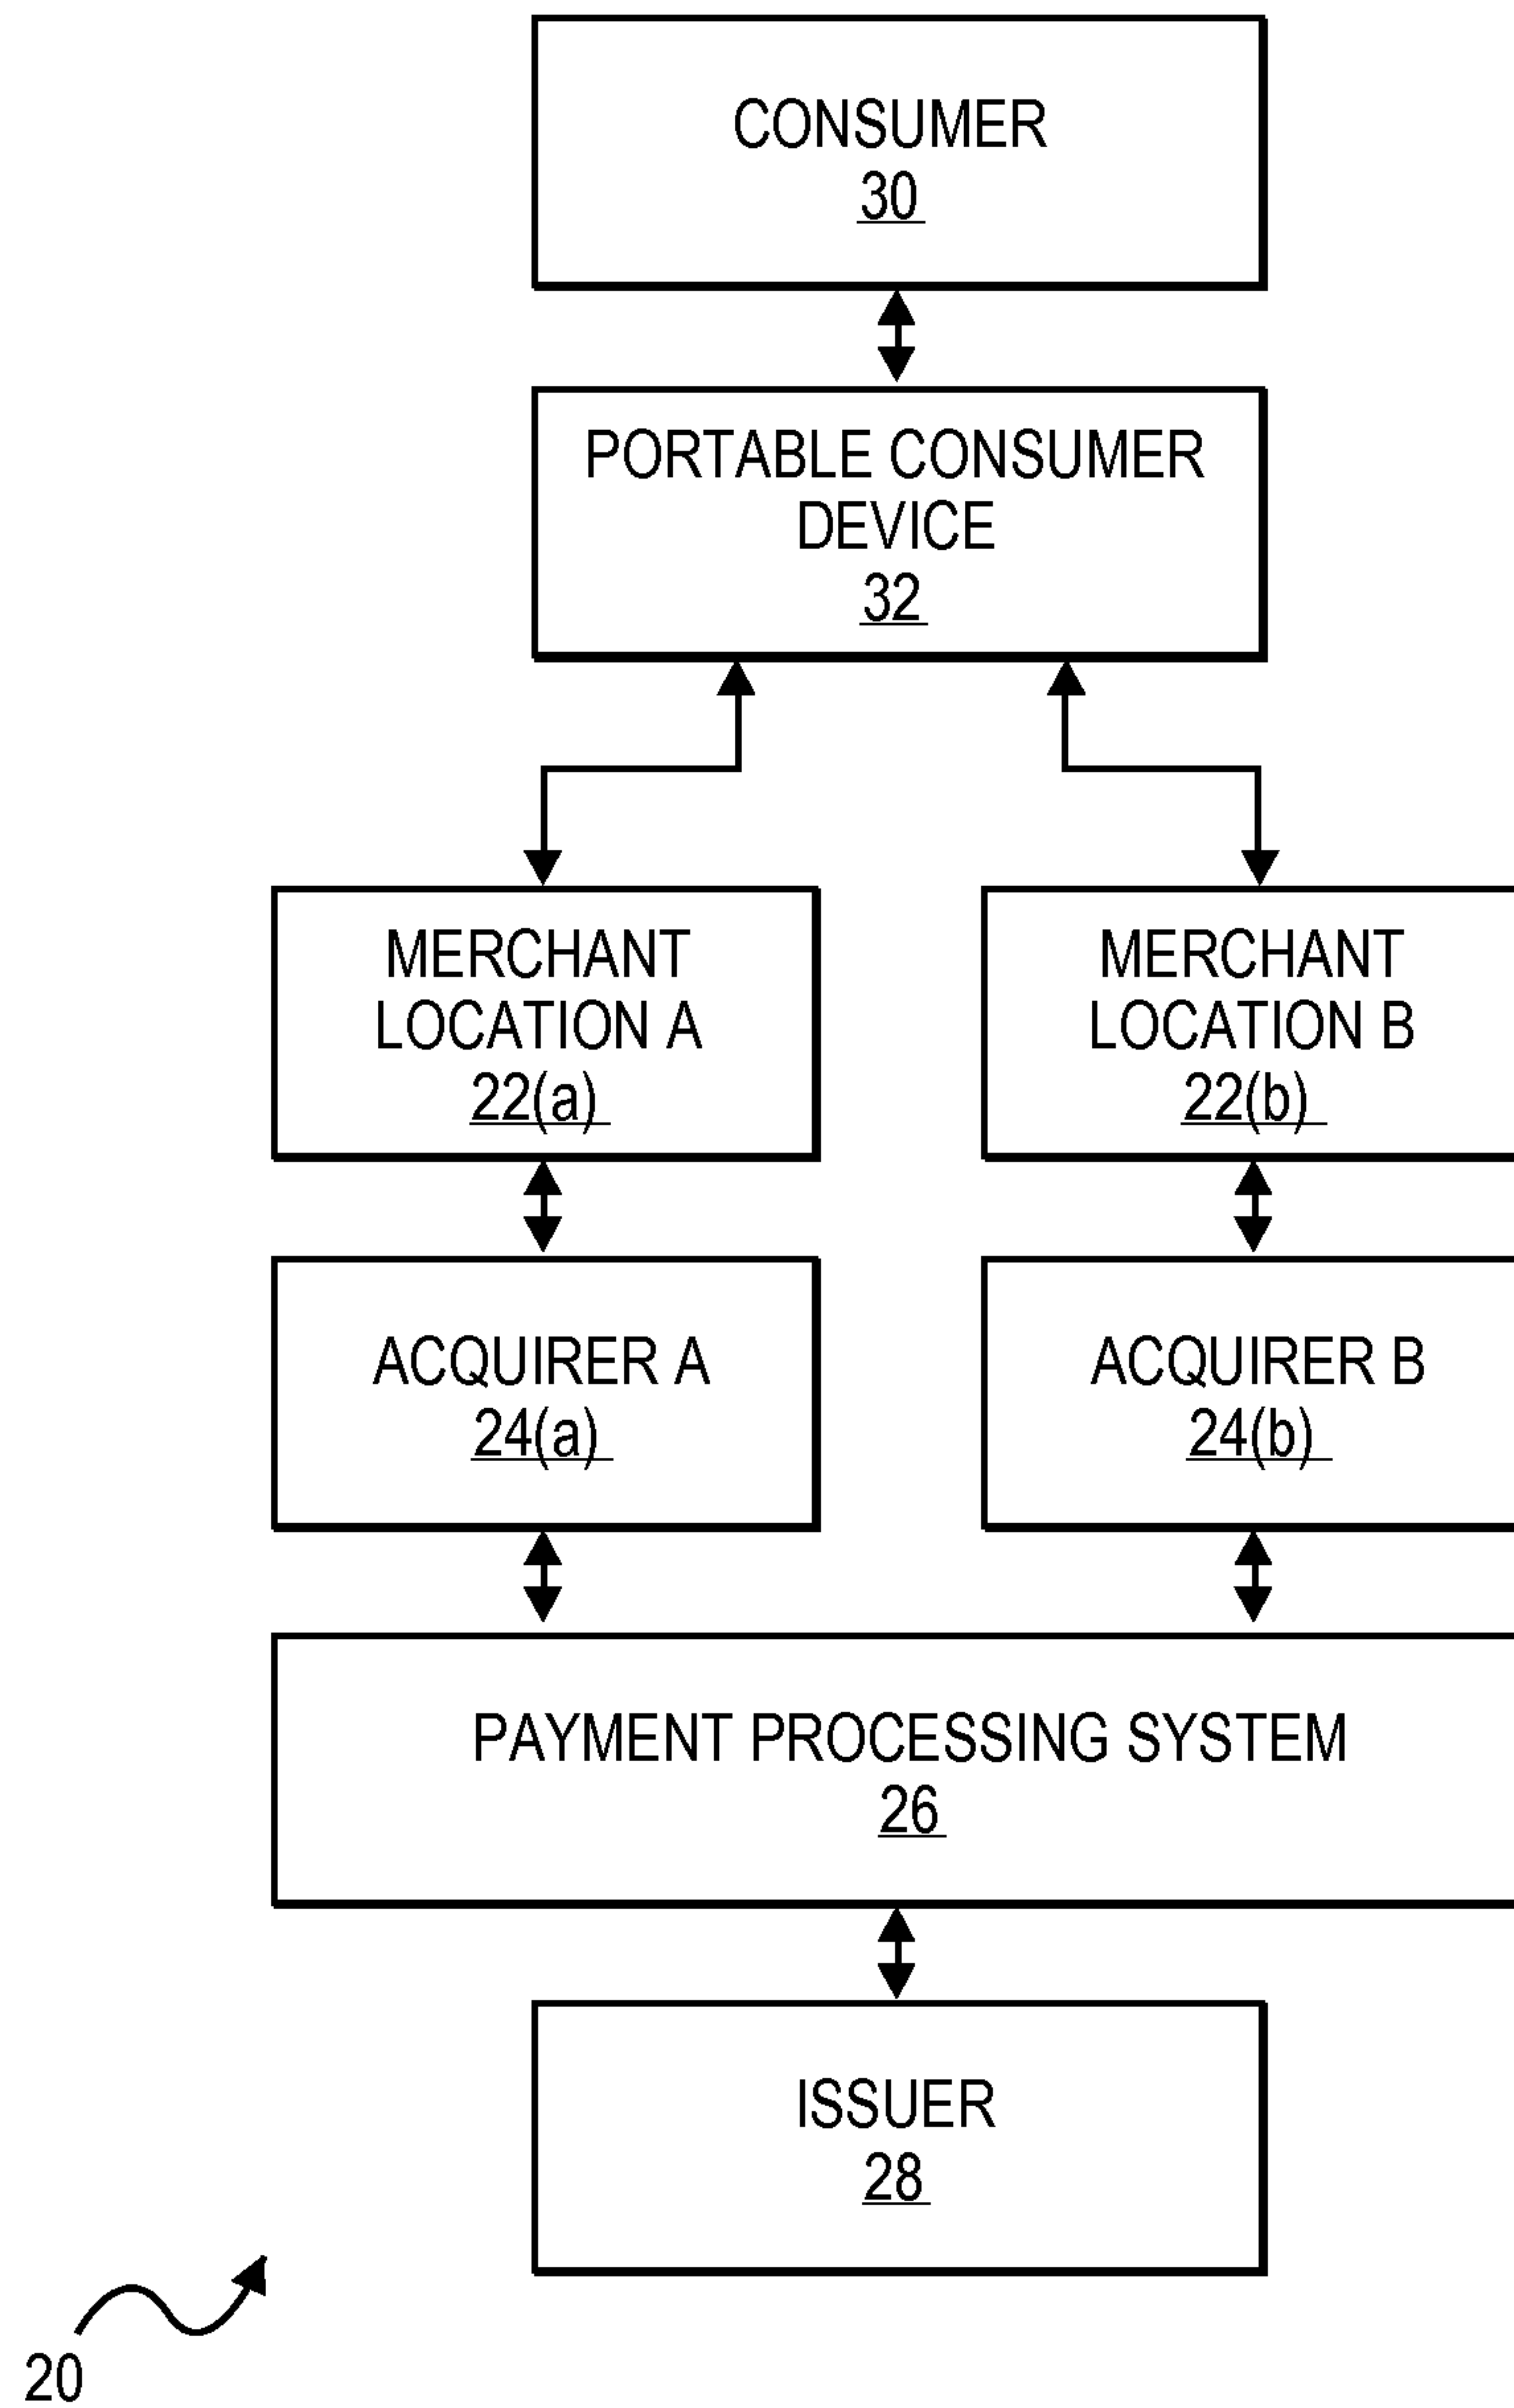 CONSUMER
30
PORTABLE CONSUMER
DEVICE
32
MERCHANT
LOCATION A
22(a)
MERCHANT
LOCATION B
22(b)
ACQUIRER A
24(a)
ACQUIRER B
24(b)
PAYMENT PROCESSING SYSTEM
26
ISSUER
28
20